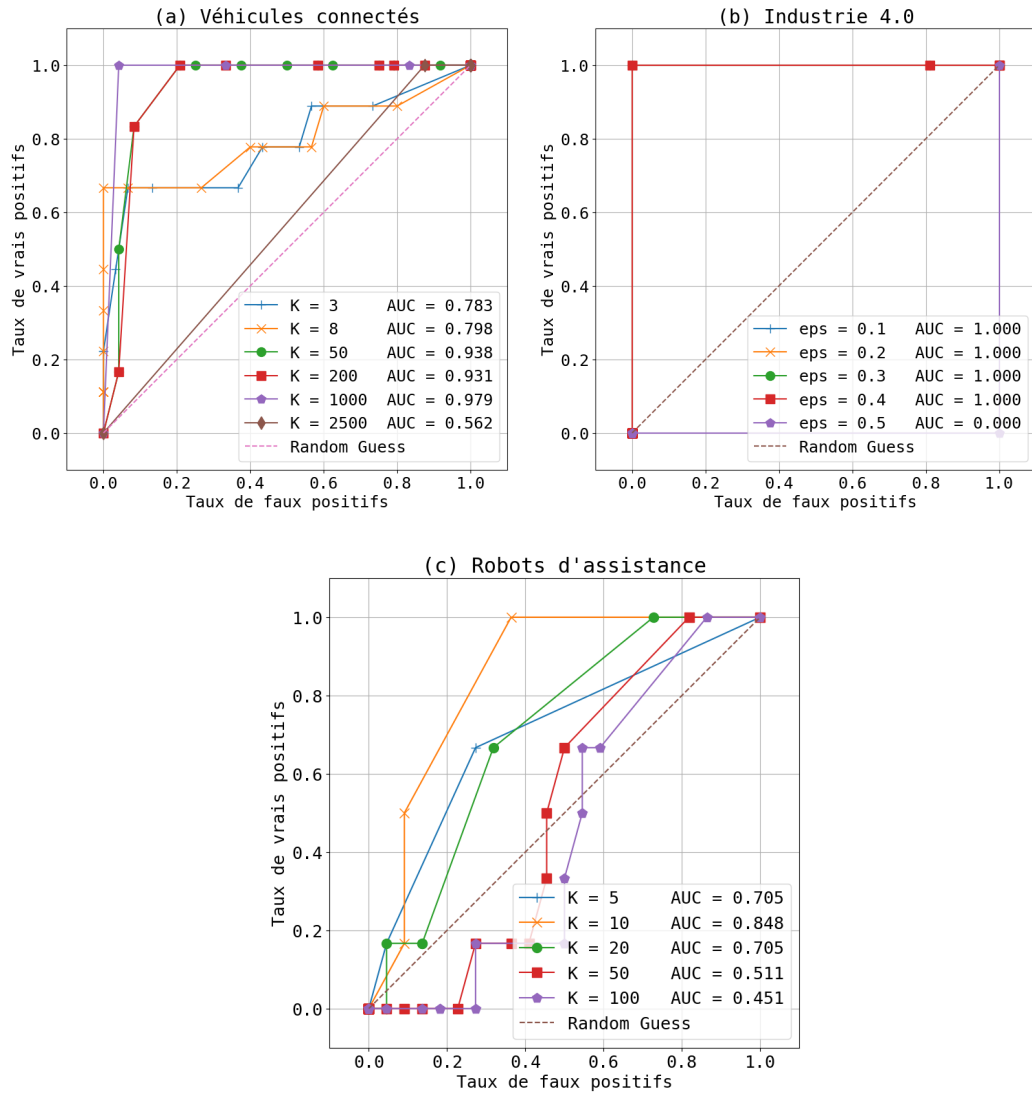 (a) Véhicules connectés
1.0
0.8
0.6
0.4
0.2
0.0
Taux de vrais positifs
K = 3 AUC = 0.783
K = 8 AUC = 0.798
K = 50 AUC = 0.938
K = 200 AUC = 0.931
K = 1000 AUC = 0.979
K = 2500 AUC = 0.562
Random Guess
0.0 0.2 0.4 0.6 0.8 1.0
Taux de faux positifs
(b) Industrie 4.0
1.0
0.8
0.6
0.4
0.2
0.0
Taux de vrais positifs
eps = 0.1 AUC = 1.000
eps = 0.2 AUC = 1.000
eps = 0.3 AUC = 1.000
eps = 0.4 AUC = 1.000
eps = 0.5 AUC = 0.000
Random Guess
0.0 0.2 0.4 0.6 0.8 1.0
Taux de faux positifs
(c) Robots d'assistance
1.0
0.8
0.6
0.4
0.2
0.0
Taux de vrais positifs
K = 5 AUC = 0.705
K = 10 AUC = 0.848
K = 20 AUC = 0.705
K = 50 AUC = 0.511
K = 100 AUC = 0.451
Random Guess
0.0 0.2 0.4 0.6 0.8 1.0
Taux de faux positifs